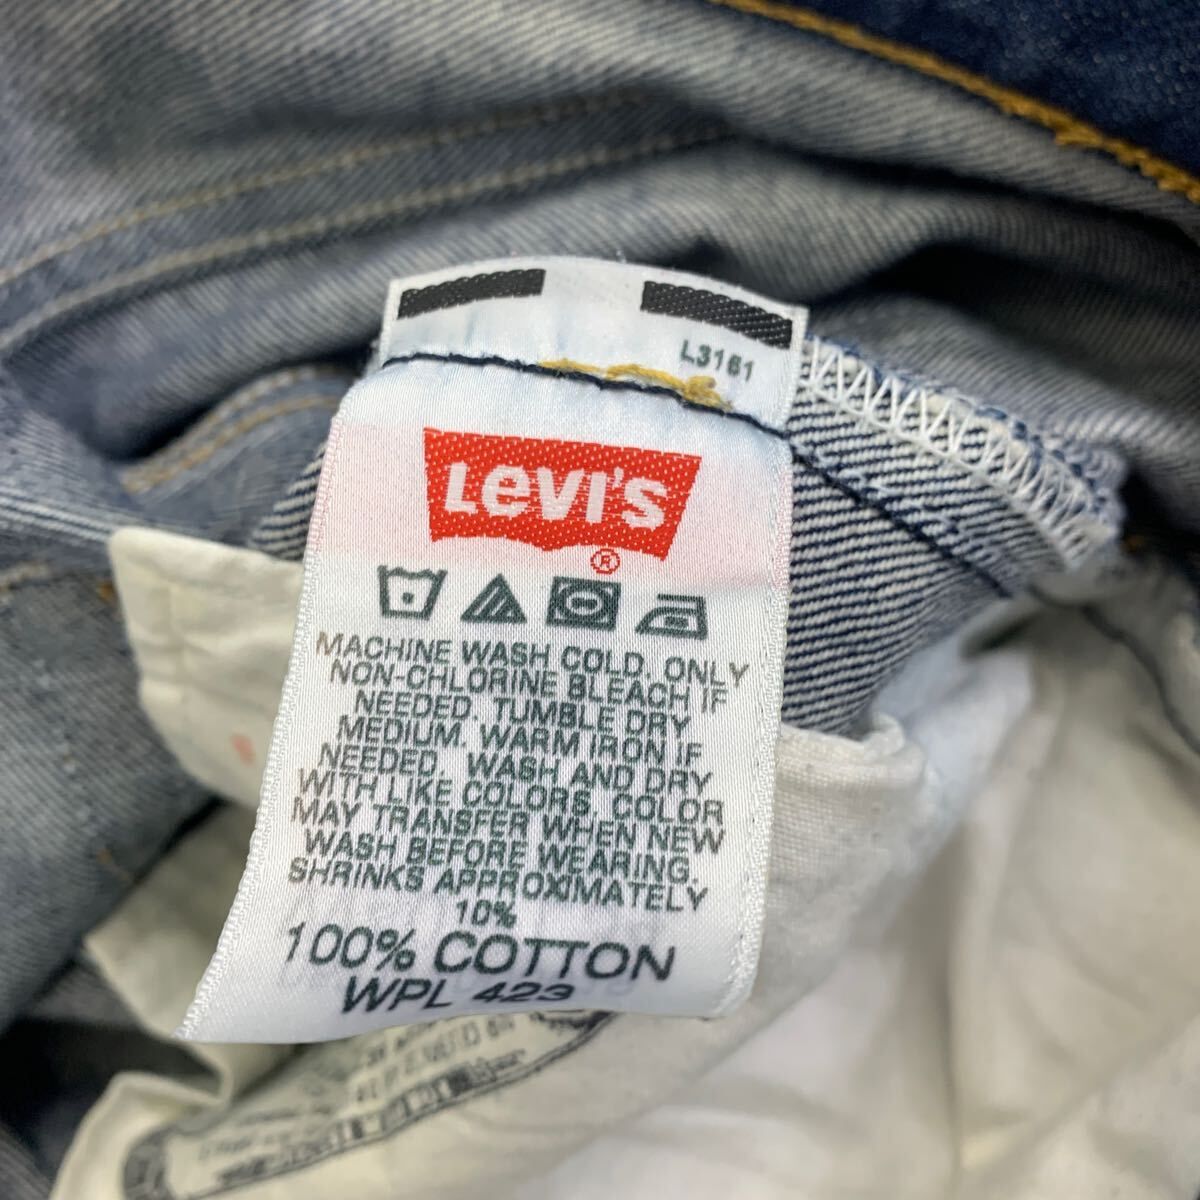 L3161
LEVI'S
®
MACHINE WASH COLD. ONLY
NON-CHLORINE BLEACH IF
NEEDED. TUMBLE DRY
MEDIUM. WARM IRON IF
NEEDED. WASH AND DRY
WITH LIKE COLORS. COLOR
MAY TRANSFER WHEN NEW
WASH BEFORE WEARING.
SHRINKS APPROXIMATELY
10%
100% COTTON
WPL 423